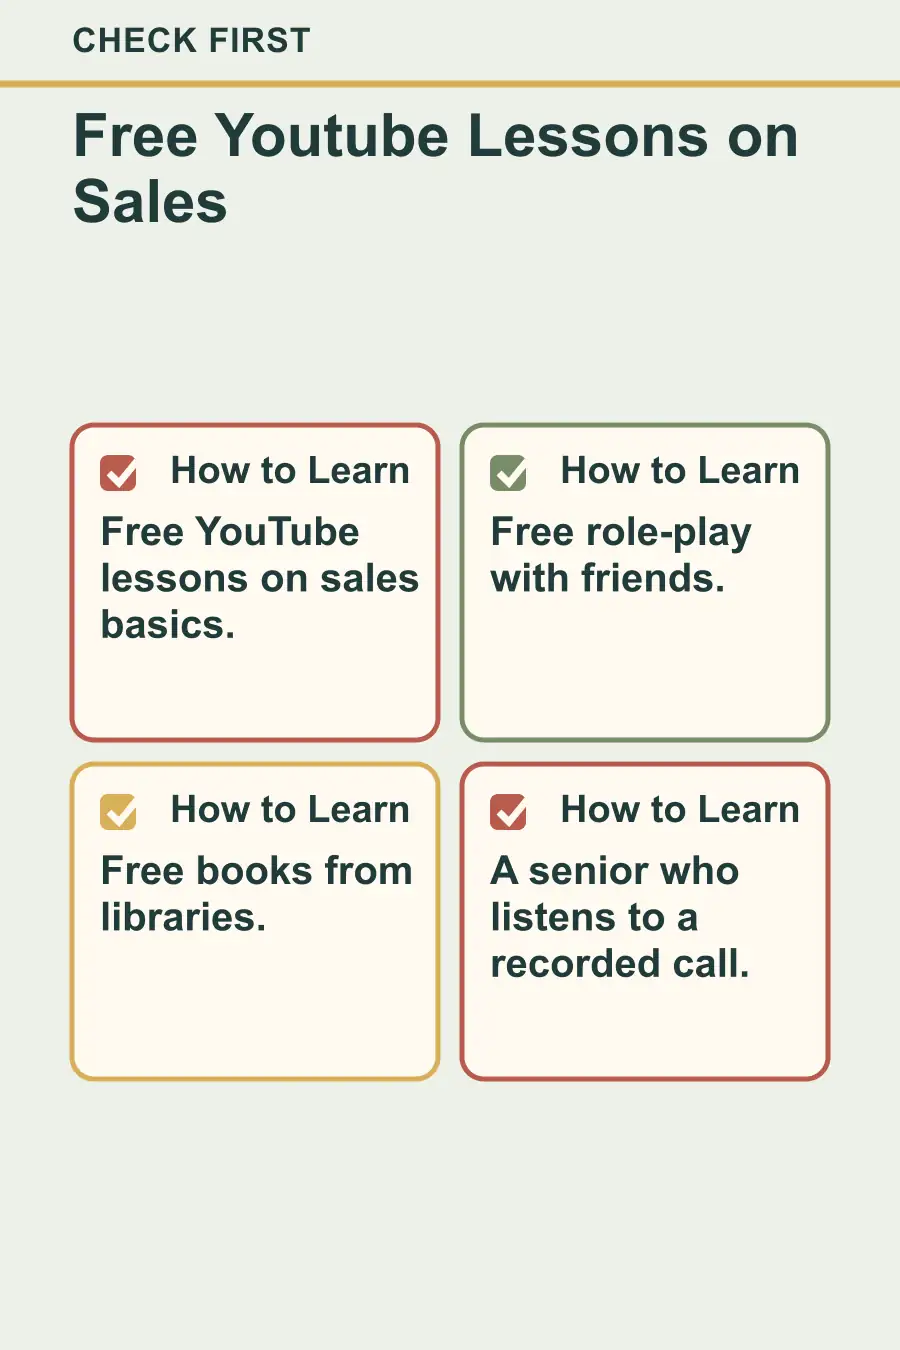 CHECK FIRST
Free Youtube Lessons on
Sales
How to Learn
Free YouTube
lessons on sales
basics.
How to Learn
Free role-play
with friends.
How to Learn
Free books from
libraries.
How to Learn
A senior who
listens to a
recorded call.